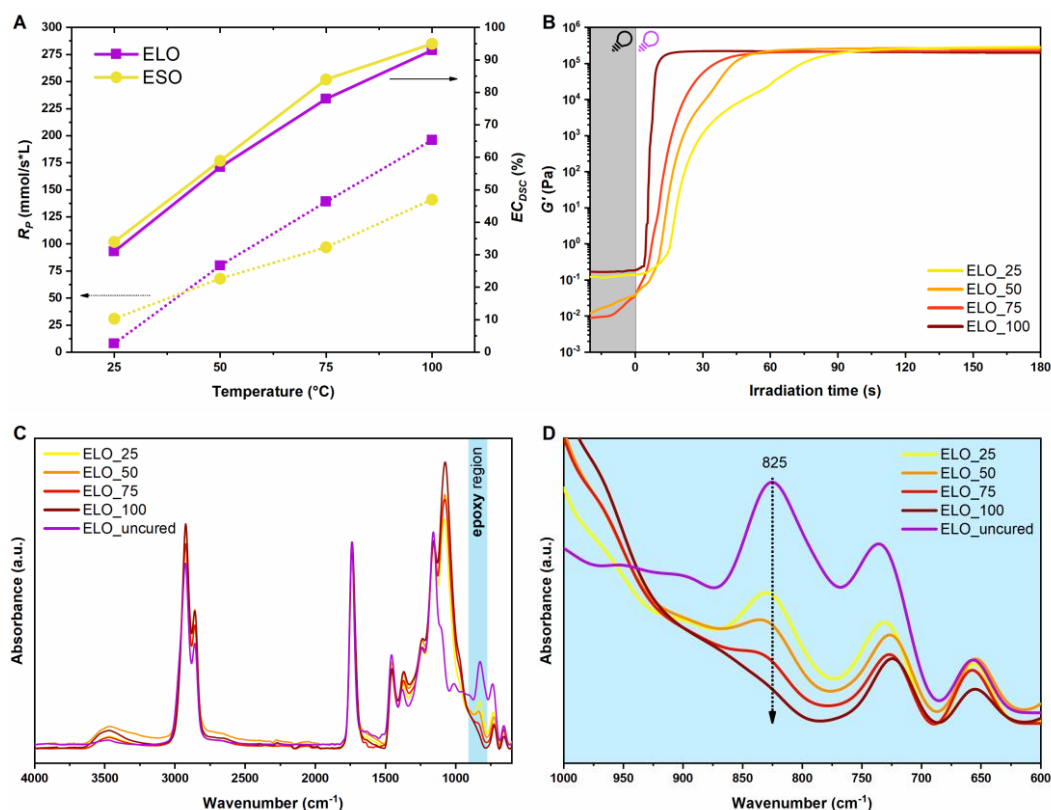 A
ELO
ESO
300
275
250
225
200
175
150
125
100
75
50
25
0
R_P (mmol/s*L)
100
90
80
70
60
50
40
30
20
10
0
EC_DSC (%)
25 50 75 100
Temperature (°C)
B
10^6
10^5
10^4
10^3
10^2
10^1
10^0
10^-1
10^-2
10^-3
G' (Pa)
ELO_25
ELO_50
ELO_75
ELO_100
0 30 60 90 120 150 180
Irradiation time (s)
C
ELO_25
ELO_50
ELO_75
ELO_100
ELO_uncured
epoxy region
Absorbance (a.u.)
4000 3500 3000 2500 2000 1500 1000
Wavenumber (cm^-1)
D
825
ELO_25
ELO_50
ELO_75
ELO_100
ELO_uncured
Absorbance (a.u.)
1000 950 900 850 800 750 700 650 600
Wavenumber (cm^-1)